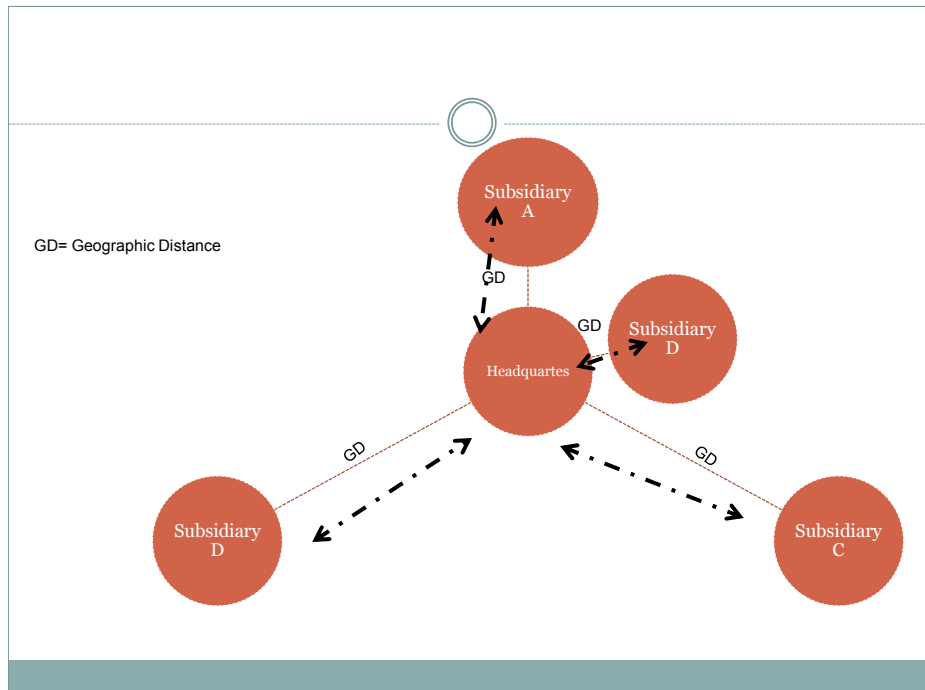 Subsidiary
A
GD= Geographic Distance
GD
GD
Subsidiary
D
Headquartes
GD
GD
Subsidiary
D
Subsidiary
C